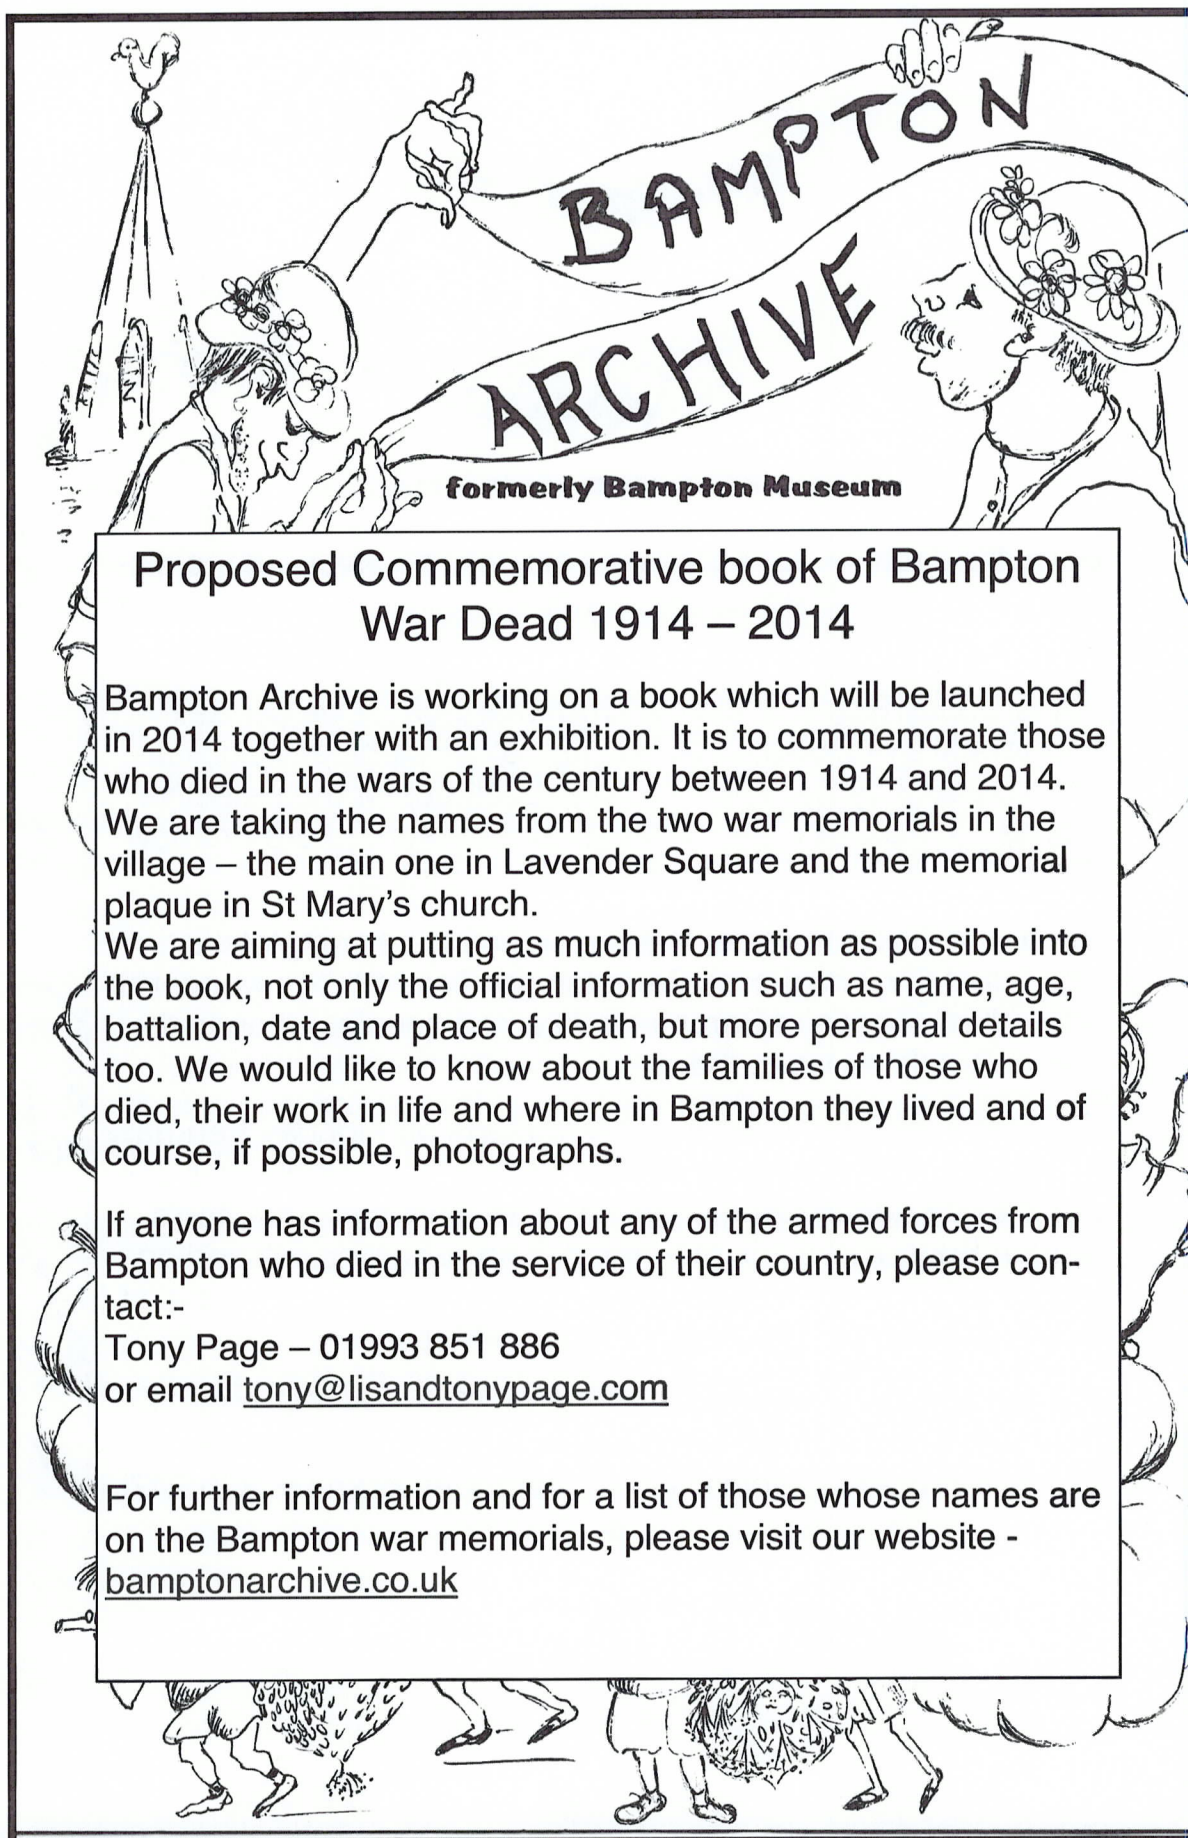 BAMPTON
ARCHIVE
formerly Bampton Museum
Proposed Commemorative book of Bampton
War Dead 1914 – 2014
Bampton Archive is working on a book which will be launched
in 2014 together with an exhibition. It is to commemorate those
who died in the wars of the century between 1914 and 2014.
We are taking the names from the two war memorials in the
village – the main one in Lavender Square and the memorial
plaque in St Mary's church.
We are aiming at putting as much information as possible into
the book, not only the official information such as name, age,
battalion, date and place of death, but more personal details
too. We would like to know about the families of those who
died, their work in life and where in Bampton they lived and of
course, if possible, photographs.
If anyone has information about any of the armed forces from
Bampton who died in the service of their country, please con-
tact:-
Tony Page – 01993 851 886
or email tony@lisandtonypage.com
For further information and for a list of those whose names are
on the Bampton war memorials, please visit our website -
bamptonarchive.co.uk